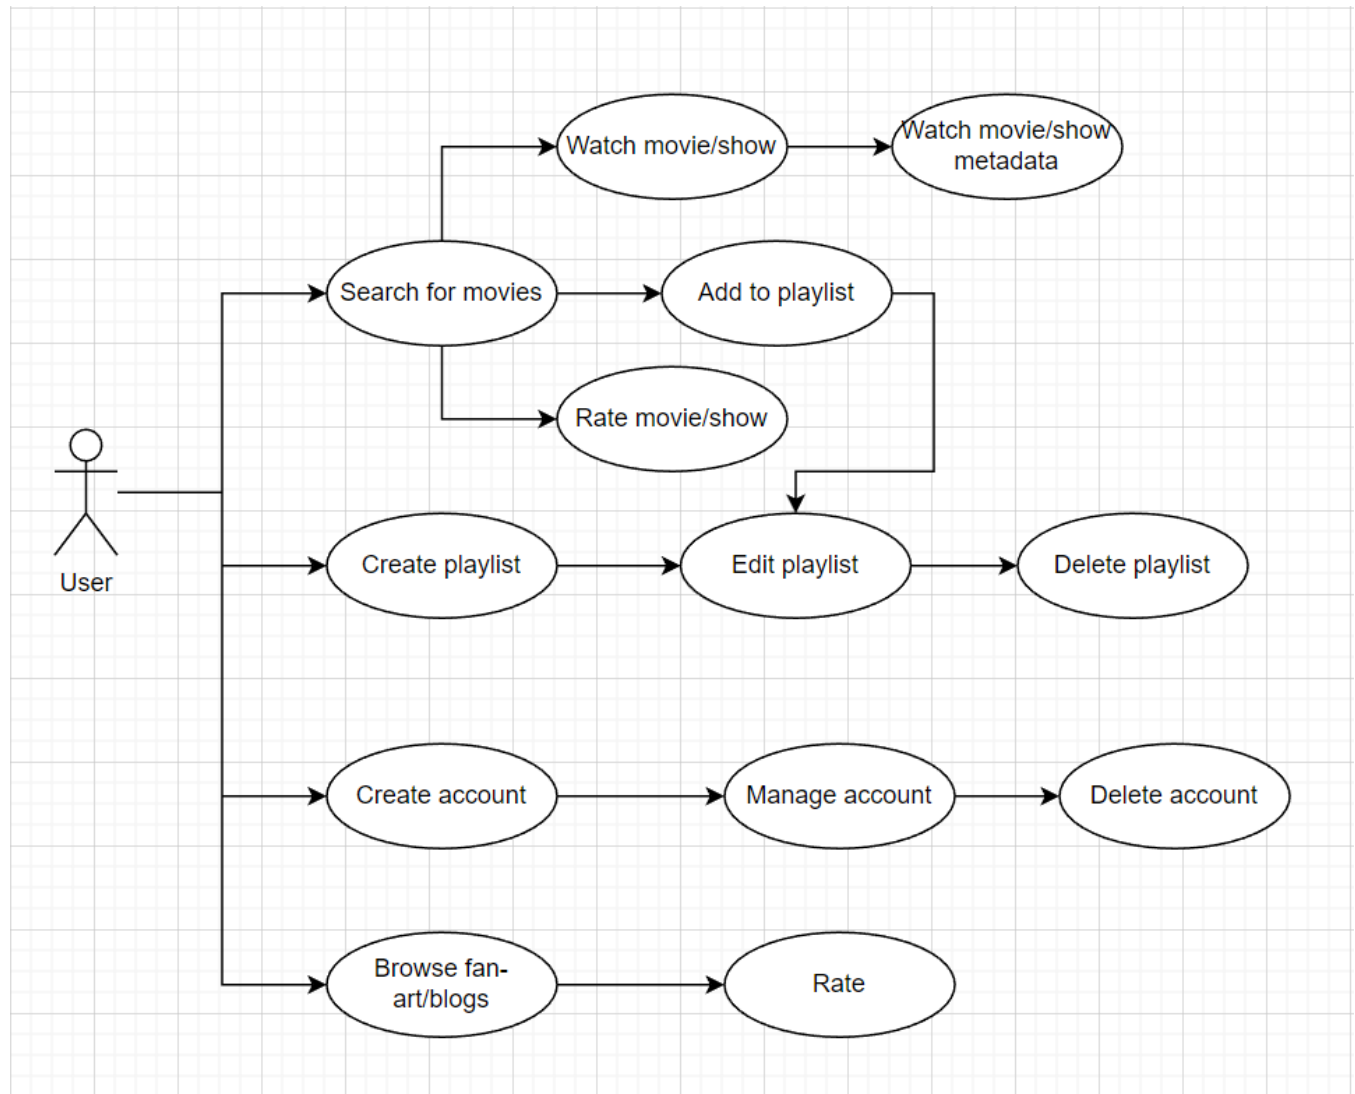 Watch movie/show
Watch movie/show
metadata
Search for movies
Add to playlist
Rate movie/show
User
Create playlist
Edit playlist
Delete playlist
Create account
Manage account
Delete account
Browse fan-
art/blogs
Rate